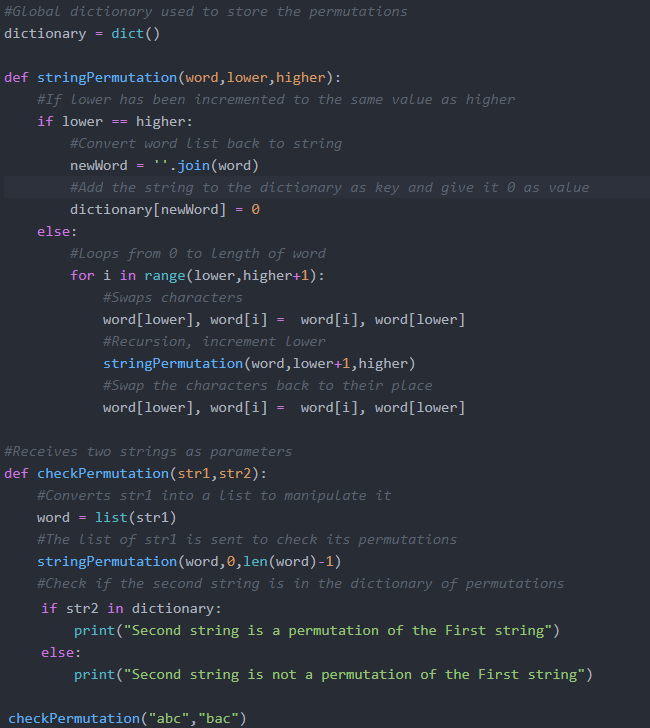 #Global dictionary used to store the permutations
dictionary = dict()

def stringPermutation(word,lower,higher):
    #If lower has been incremented to the same value as higher
    if lower == higher:
        #Convert word list back to string
        newWord = ''.join(word)
        #Add the string to the dictionary as key and give it 0 as value
        dictionary[newWord] = 0
    else:
        #Loops from 0 to length of word
        for i in range(lower,higher+1):
            #Swaps characters
            word[lower], word[i] =  word[i], word[lower]
            #Recursion, increment lower
            stringPermutation(word,lower+1,higher)
            #Swap the characters back to their place
            word[lower], word[i] =  word[i], word[lower]

#Receives two strings as parameters
def checkPermutation(str1,str2):
    #Converts str1 into a list to manipulate it
    word = list(str1)
    #The list of str1 is sent to check its permutations
    stringPermutation(word,0,len(word)-1)
    #Check if the second string is in the dictionary of permutations
    if str2 in dictionary:
        print("Second string is a permutation of the First string")
    else:
        print("Second string is not a permutation of the First string")

checkPermutation("abc","bac")